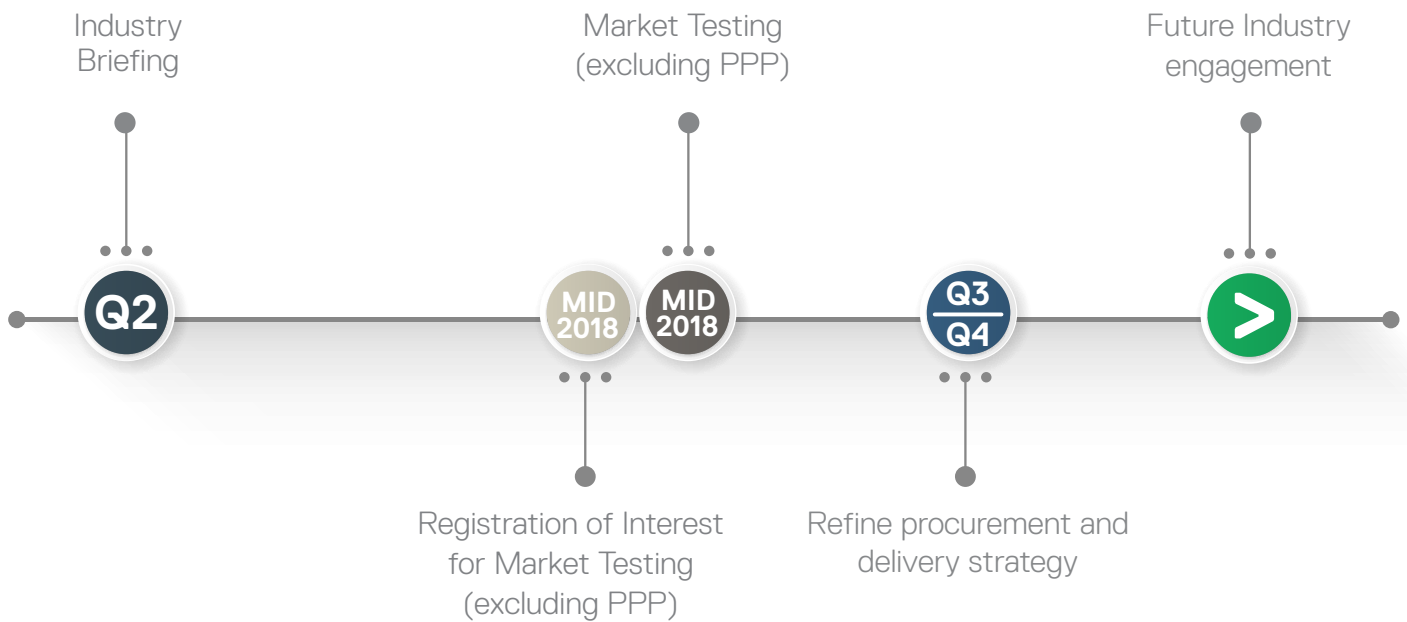 Industry
Briefing
Market Testing
(excluding PPP)
Future Industry
engagement
Q2
MID
2018
MID
2018
Q3
Q4
>
Registration of Interest
for Market Testing
(excluding PPP)
Refine procurement and
delivery strategy